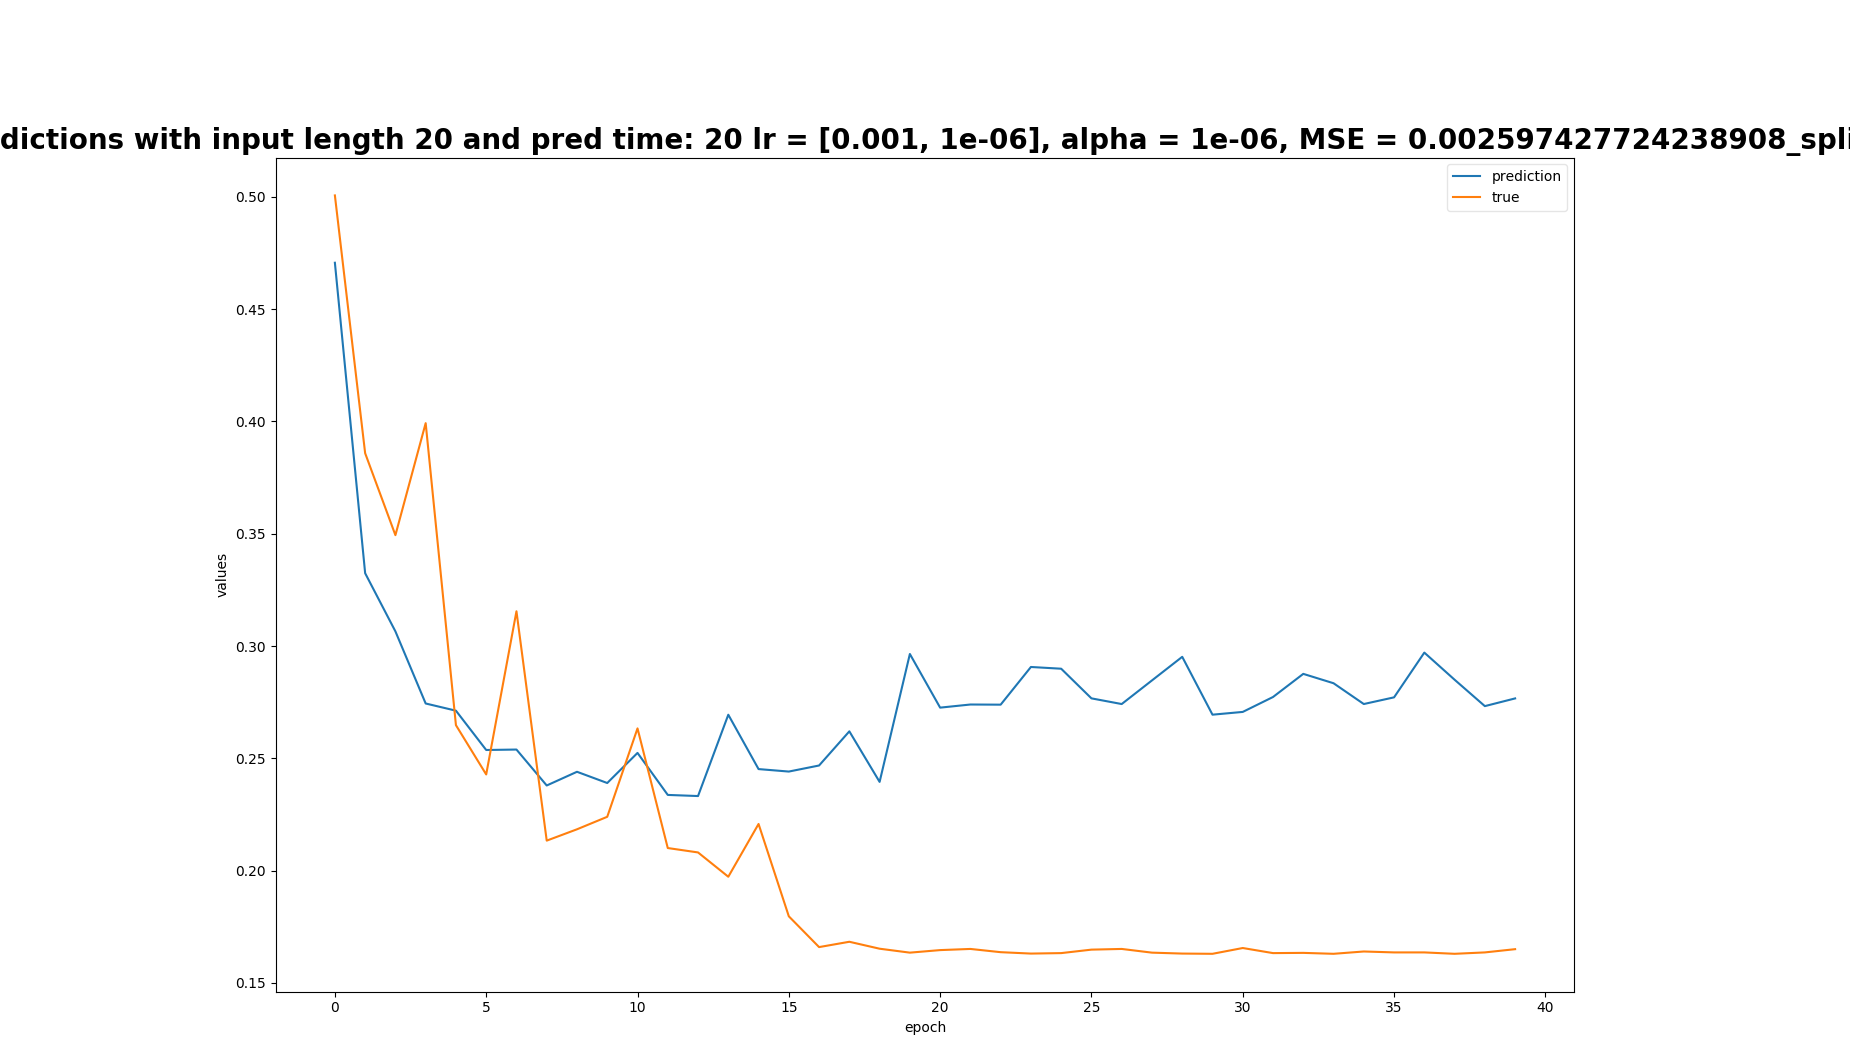 dictions with input length 20 and pred time: 20 lr = [0.001, 1e-06], alpha = 1e-06, MSE = 0.002597427724238908_spli
prediction
true
0.50
0.45
0.40
0.35
0.30
0.25
0.20
0.15
values
0 5 10 15 20 25 30 35 40
epoch